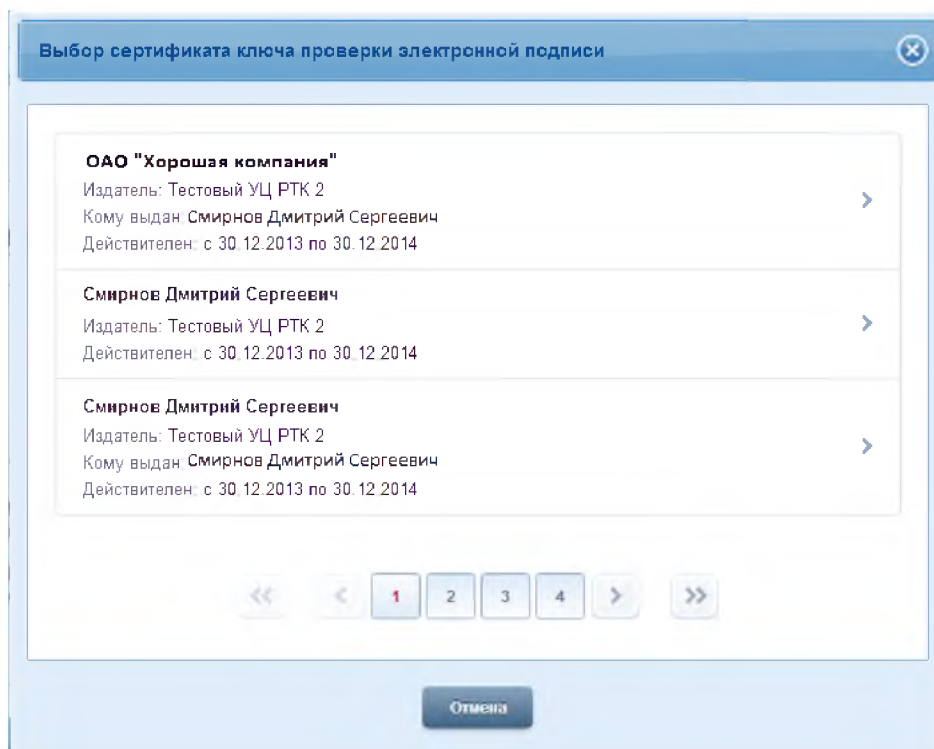 Выбор сертификата ключа проверки электронной подписи
ОАО "Хорошая компания"
Издатель: Тестовый УЦ РТК 2
Кому выдан: Смирнов Дмитрий Сергеевич
Действителен: с 30.12.2013 по 30.12.2014
Смирнов Дмитрий Сергеевич
Издатель: Тестовый УЦ РТК 2
Действителен: с 30.12.2013 по 30.12.2014
Смирнов Дмитрий Сергеевич
Издатель: Тестовый УЦ РТК 2
Кому выдан Смирнов Дмитрий Сергеевич
Действителен: с 30.12.2013 по 30.12.2014
<< < 1 2 3 4 > >>
Отмена